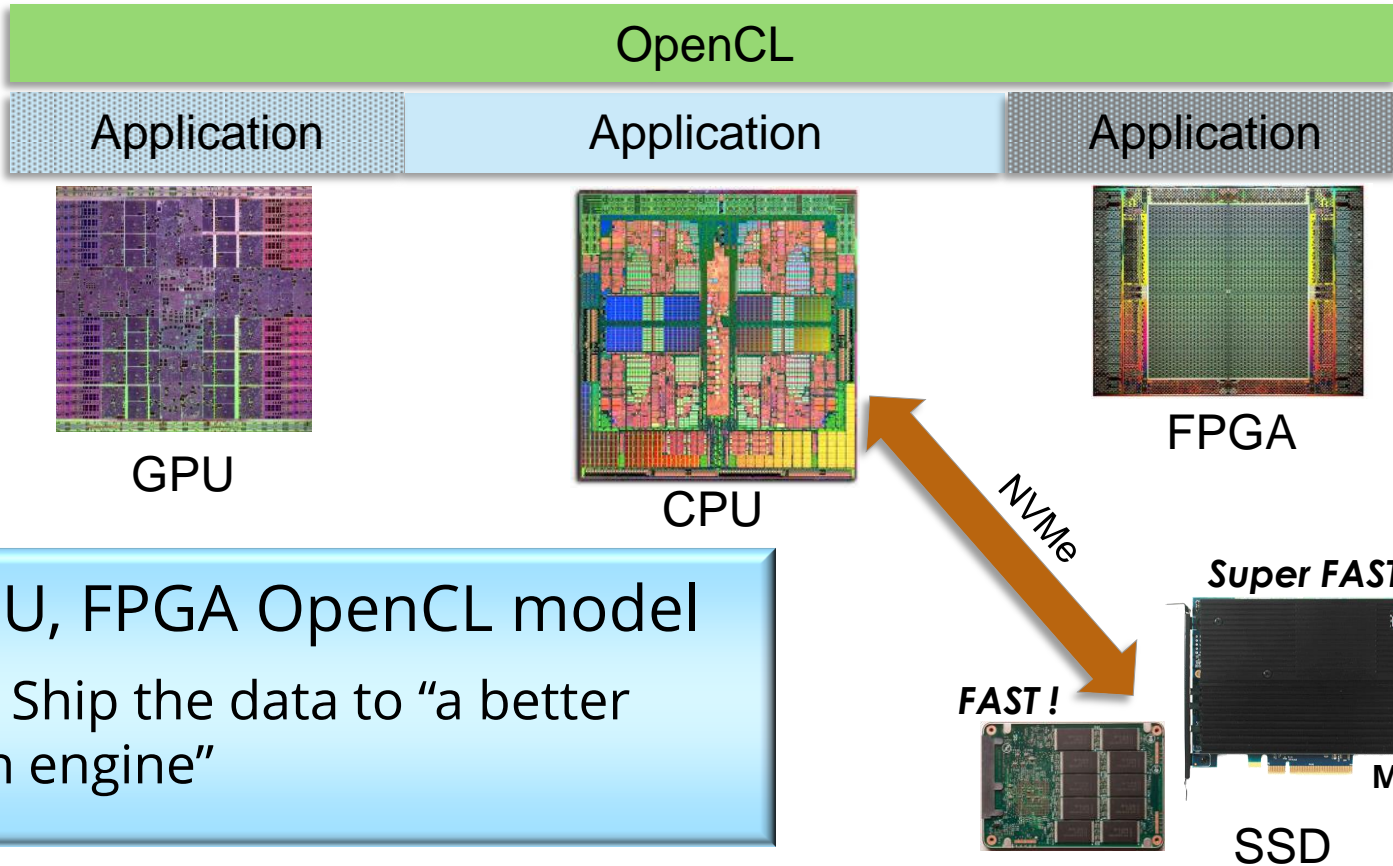 OpenCL
Application Application Application
GPU
CPU
FPGA
NVMe
U, FPGA OpenCL model
Ship the data to “a better
engine”
FAST !
Super FAST
M
SSD